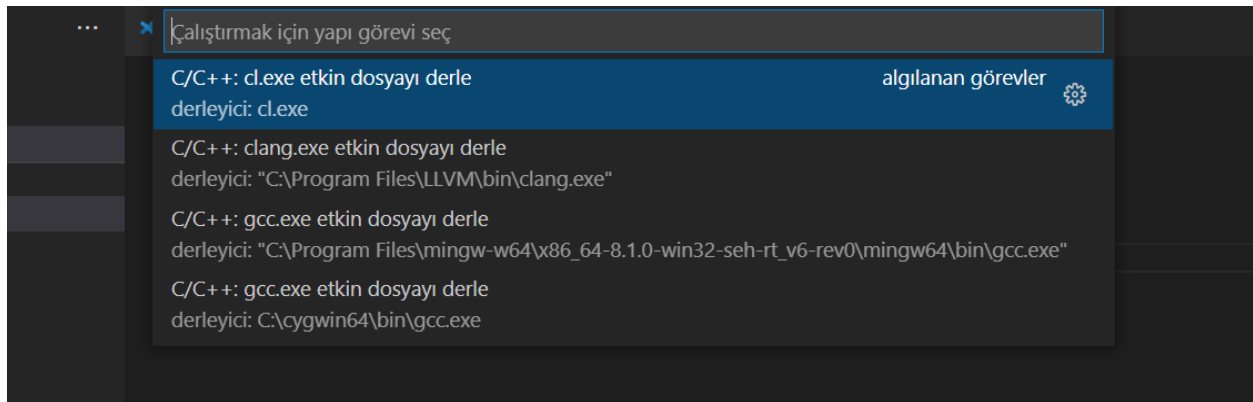 ...
Çalıştırmak için yapı görevi seç
C/C++: cl.exe etkin dosyayı derle algılanan görevler
derleyici: cl.exe
C/C++: clang.exe etkin dosyayı derle
derleyici: "C:\Program Files\LLVM\bin\clang.exe"
C/C++: gcc.exe etkin dosyayı derle
derleyici: "C:\Program Files\mingw-w64\x86_64-8.1.0-win32-seh-rt_v6-rev0\mingw64\bin\gcc.exe"
C/C++: gcc.exe etkin dosyayı derle
derleyici: C:\cygwin64\bin\gcc.exe